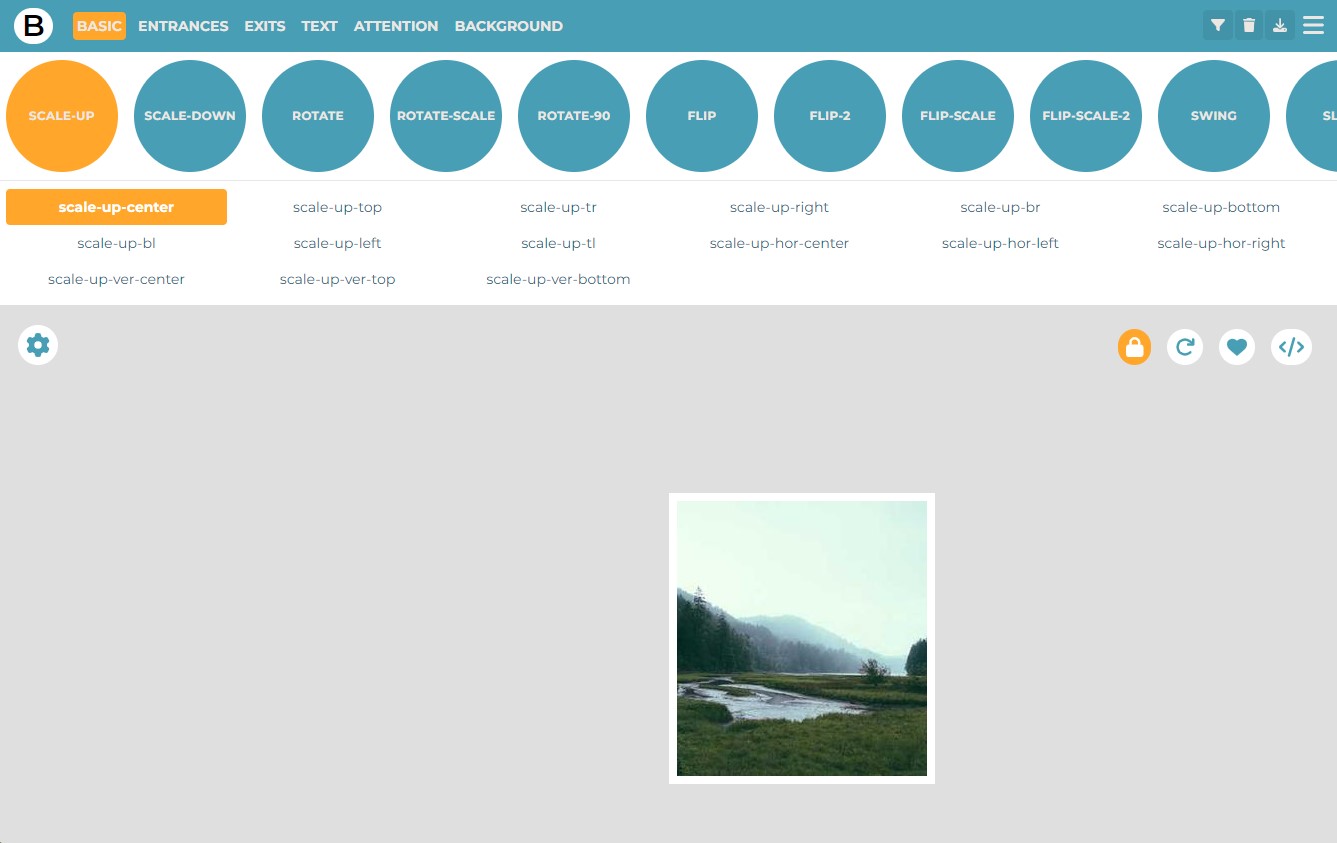 B BASIC ENTRANCES EXITS TEXT ATTENTION BACKGROUND
SCALE-UP SCALE-DOWN ROTATE ROTATE-SCALE ROTATE-90 FLIP FLIP-2 FLIP-SCALE FLIP-SCALE-2 SWING SL
scale-up-center scale-up-top scale-up-tr scale-up-right scale-up-br scale-up-bottom
scale-up-bl scale-up-left scale-up-tl scale-up-hor-center scale-up-hor-left scale-up-hor-right
scale-up-ver-center scale-up-ver-top scale-up-ver-bottom